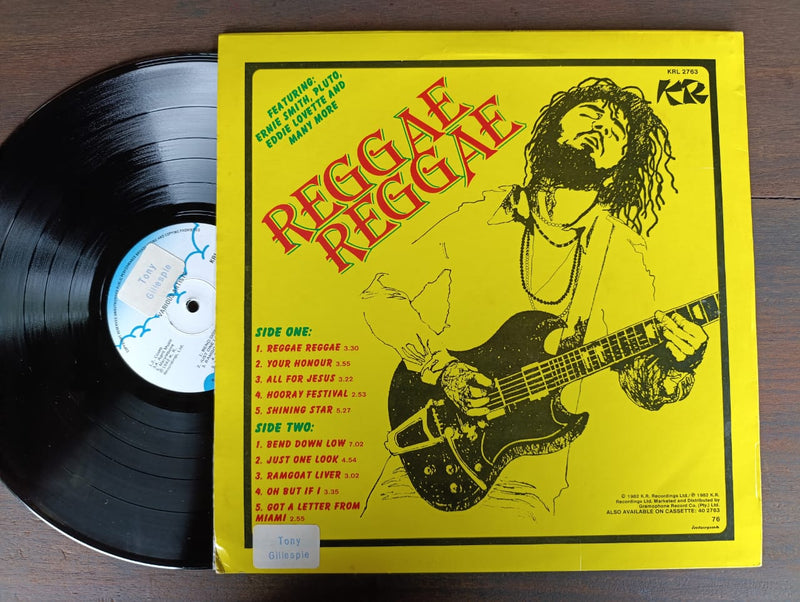 KRL 2763
KR
FEATURING:
ERNIE SMITH, PLUTO,
EDDIE LOVETTE AND
MANY MORE
REGGAE
REGGAE
SIDE ONE:
1. REGGAE REGGAE 3.30
2. YOUR HONOUR 3.55
3. ALL FOR JESUS 3.22
4. HOORAY FESTIVAL 2.53
5. SHINING STAR 5.27
SIDE TWO:
1. BEND DOWN LOW 7.02
2. JUST ONE LOOK 4.54
3. RAMGOAT LIVER 3.02
4. OH BUT IF I 3.35
5. GOT A LETTER FROM
MIAMI 2.55
© 1982 K.R. Recordings Ltd./℗ 1982 K.R.
Recordings Ltd. Marketed and Distributed by
Gramophone Record Co. (Pty.) Ltd.
ALSO AVAILABLE ON CASSETTE: 40 2763
76
Tony
Gillespie
Tony
Gillespie